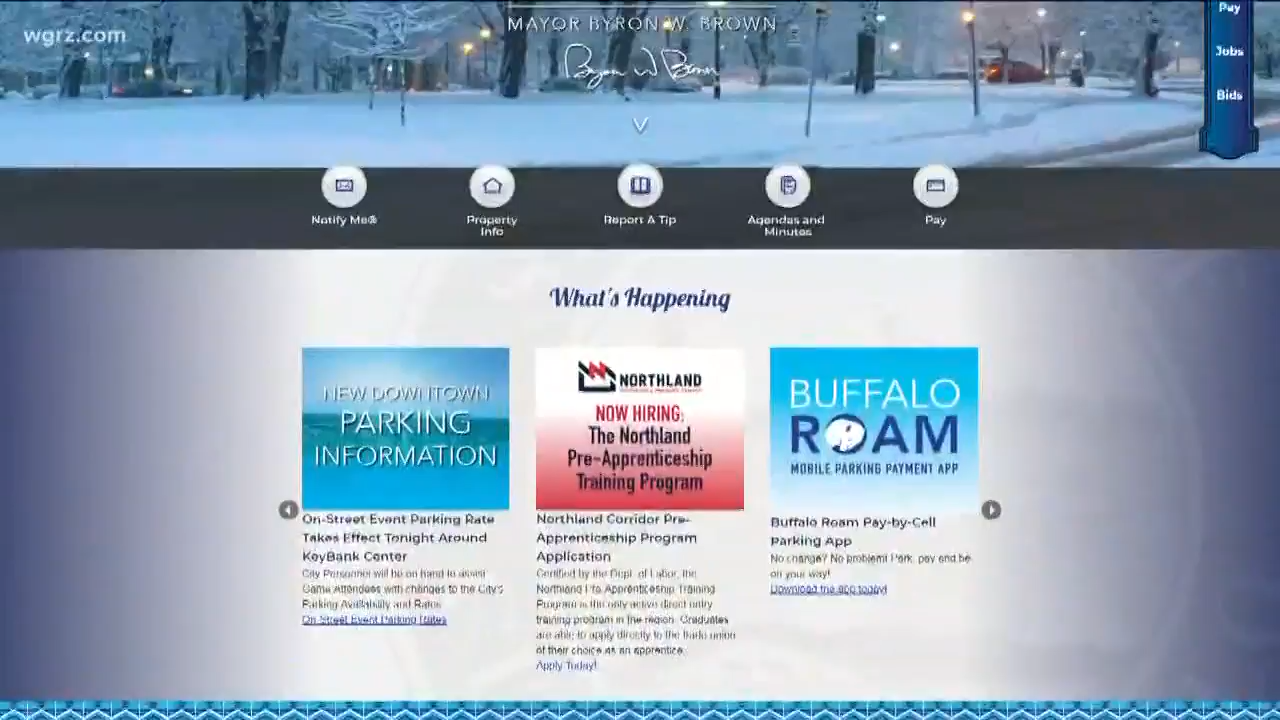 wgrz.com
MAYOR BYRON W. BROWN
Byron W Brown
Pay
Jobs
Bids
Notify Me®
Property
Info
Report A Tip
Agendas and
Minutes
Pay
What's Happening
NEW DOWNTOWN
PARKING
INFORMATION
On-Street Event Parking Rate
Takes Effect Tonight Around
KeyBank Center
City Personnel will be on hand to assist
Game Attendees with changes to the City's
Parking Availability and Rates
On-Street Event Parking Rates
NORTHLAND
NOW HIRING:
The Northland
Pre-Apprenticeship
Training Program
Northland Corridor Pre-
Apprenticeship Program
Application
Certified by the Dept. of Labor, the
Northland Pre-Apprenticeship Training
Program is the only active direct entry
training program in the region. Graduates
are able to apply directly to the trade union
of their choice as an apprentice.
Apply Today!
BUFFALO
ROAM
MOBILE PARKING PAYMENT APP
Buffalo Roam Pay-by-Cell
Parking App
No change? No problem! Park, pay and be
on your way!
Download the app today!